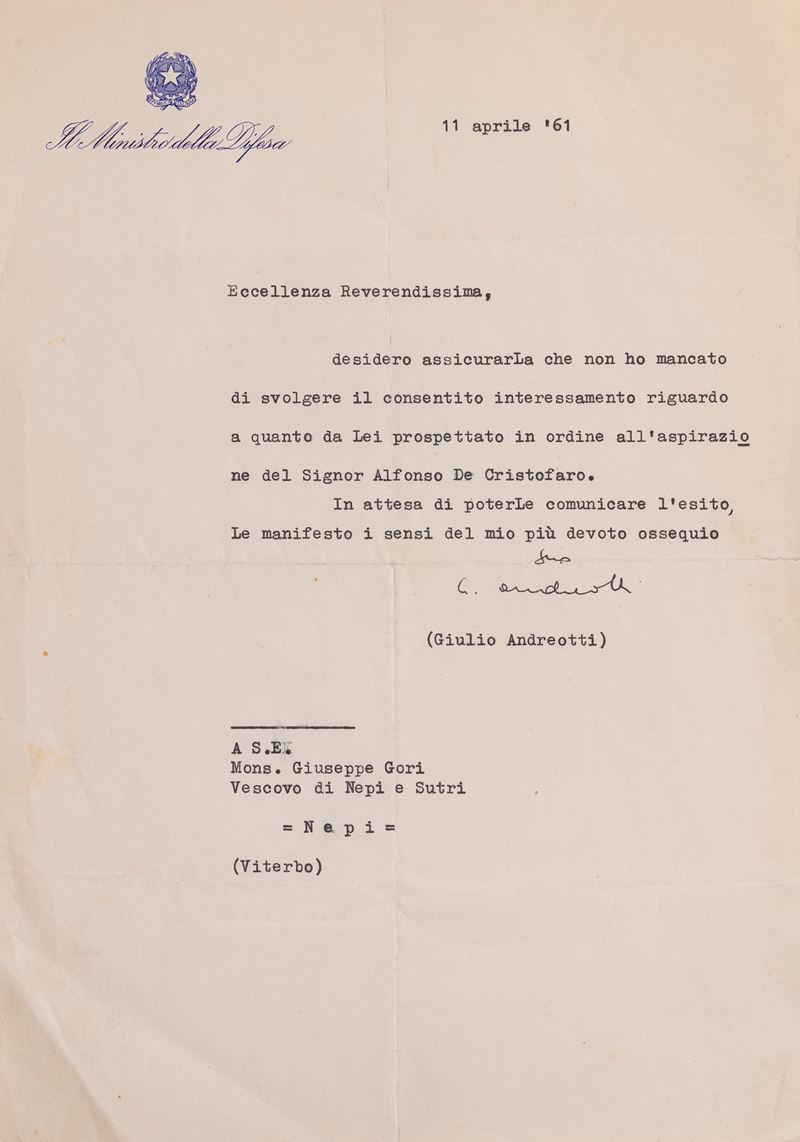 Il Ministro della Difesa
11 aprile '61
Eccellenza Reverendissima,
desidero assicurarLa che non ho mancato
di svolgere il consentito interessamento riguardo
a quanto da Lei prospettato in ordine all'aspirazio
ne del Signor Alfonso De Cristofaro.
In attesa di poterLe comunicare l'esito,
Le manifesto i sensi del mio più devoto ossequio
Suo
G. Andreotti
(Giulio Andreotti)
A S.E.
Mons. Giuseppe Gori
Vescovo di Nepi e Sutri
= N e p i =
(Viterbo)